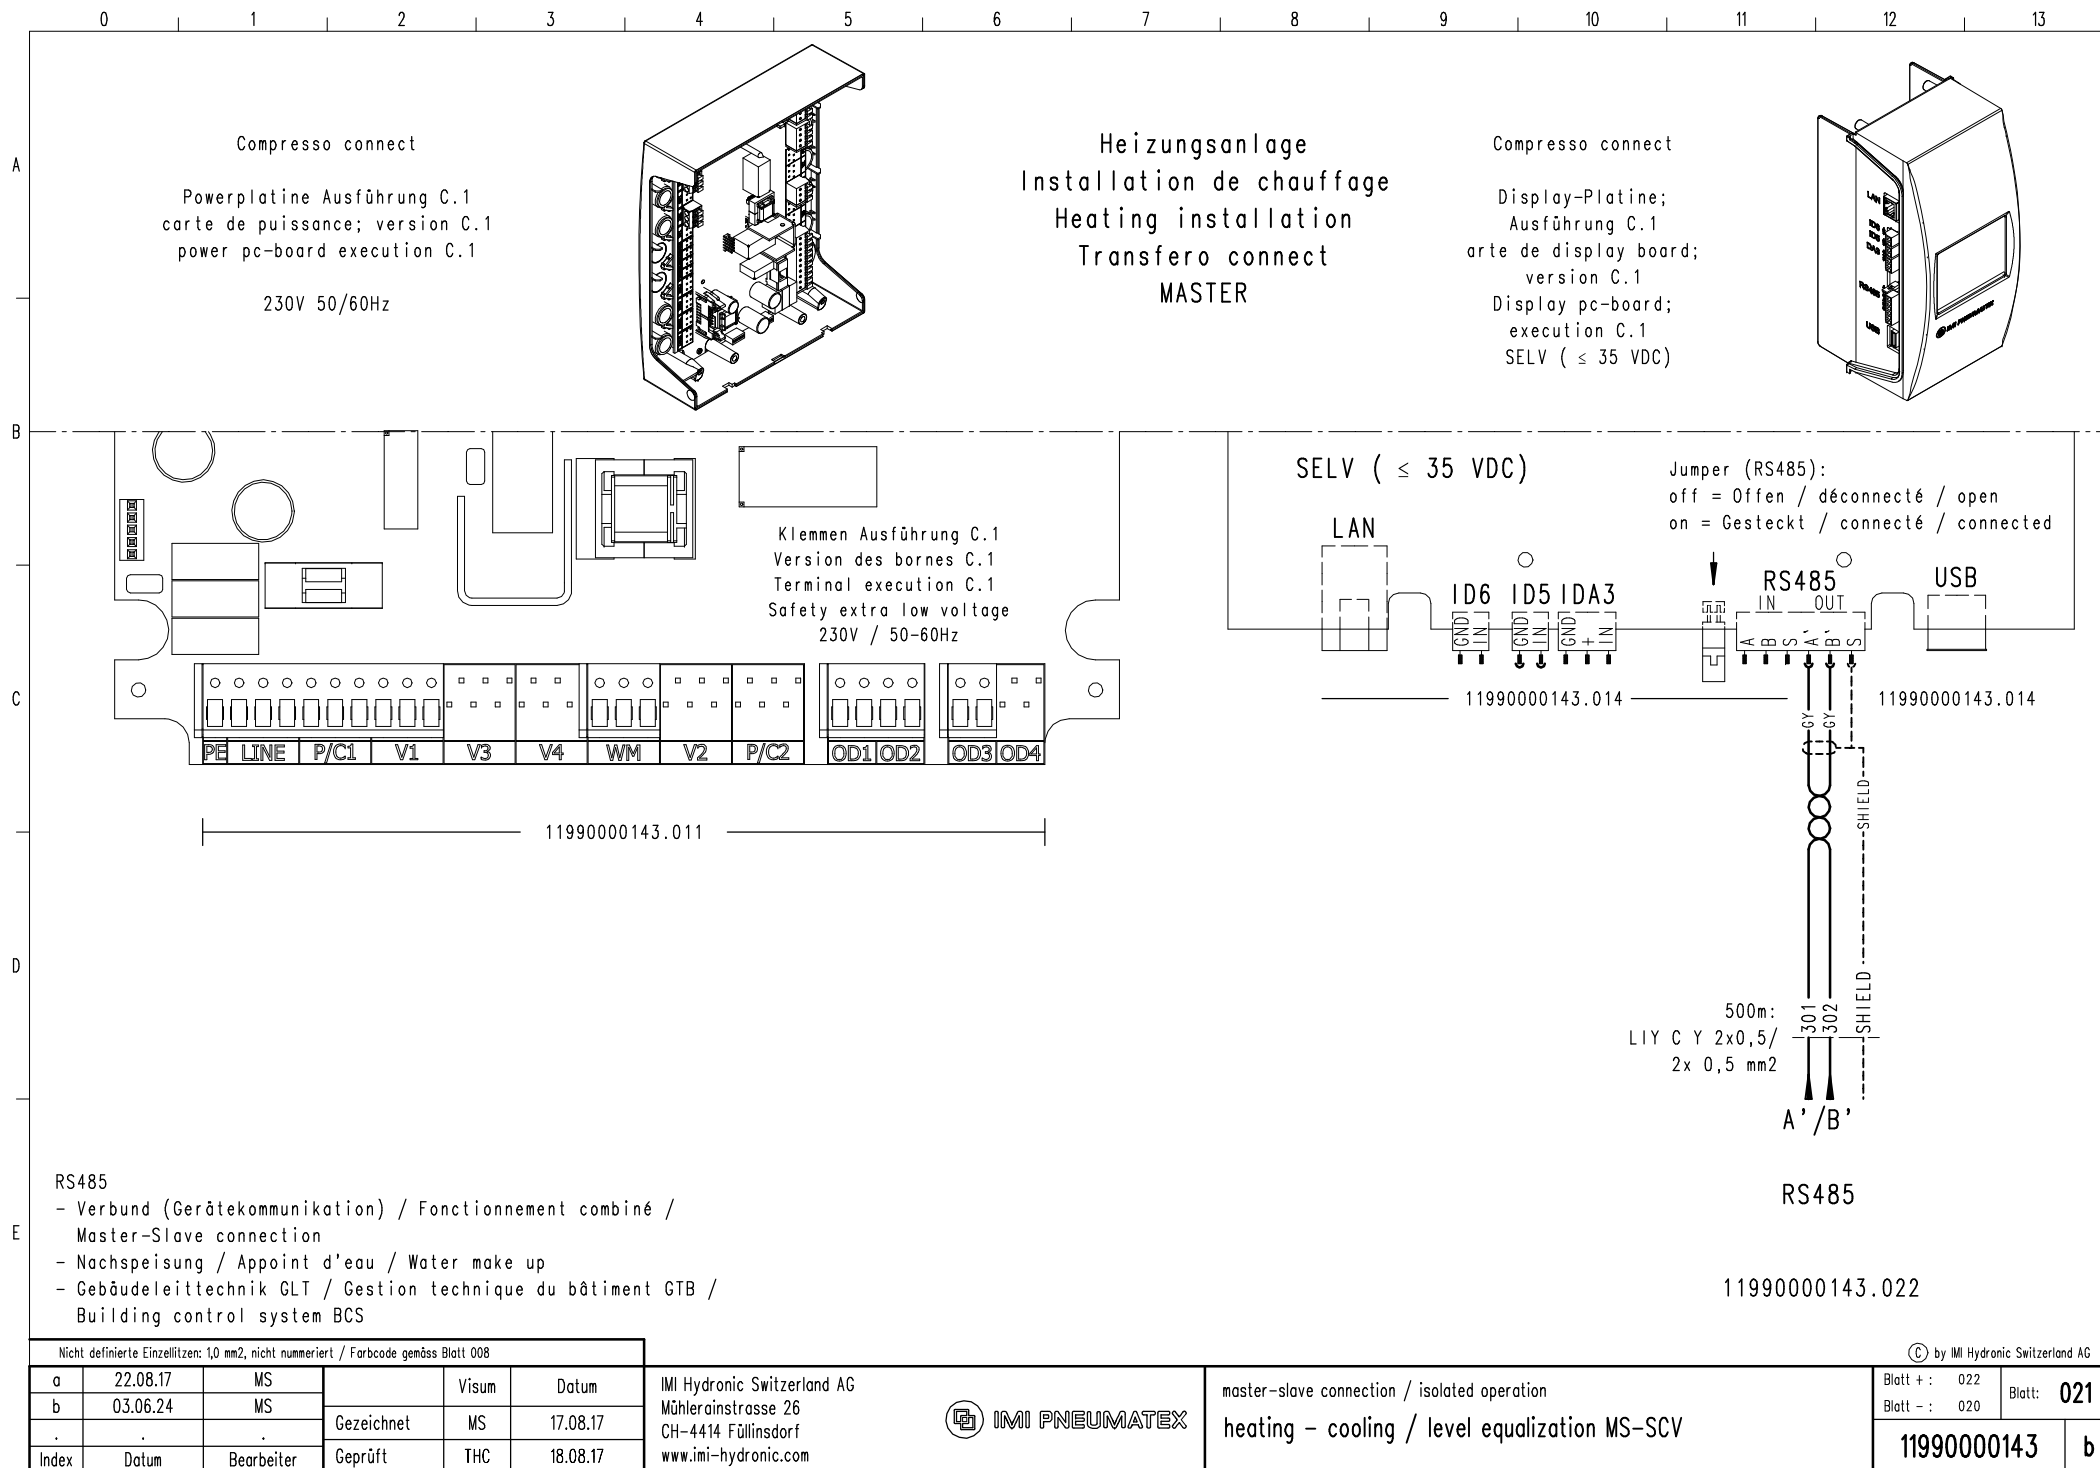 0 1 2 3 4 5 6 7 8 9 10 11 12 13
A
B
C
D
E
Compresso connect
Powerplatine Ausführung C.1
carte de puissance; version C.1
power pc-board execution C.1
230V 50/60Hz
Heizungsanlage
Installation de chauffage
Heating installation
Transfero connect
MASTER
Compresso connect
Display-Platine;
Ausführung C.1
arte de display board;
version C.1
Display pc-board;
execution C.1
SELV ( ≤ 35 VDC)
LAN
RS485
USB
IMI PNEUMATEX
Klemmen Ausführung C.1
Version des bornes C.1
Terminal execution C.1
Safety extra low voltage
230V / 50-60Hz
PE LINE P/C1 V1 V3 V4 WM V2 P/C2 OD1 OD2 OD3 OD4
11990000143.011
SELV ( ≤ 35 VDC)
Jumper (RS485):
off = Offen / déconnecté / open
on = Gesteckt / connecté / connected
LAN
ID6 ID5 IDA3
RS485
USB
IN OUT
GND IN GND IN GND + IN A B S A' B' S
11990000143.014
11990000143.014
GY GY
SHIELD
500m:
LIY C Y 2x0,5/
2x 0,5 mm2
301 302 SHIELD
A'/B'
RS485
11990000143.022
RS485
- Verbund (Gerätekommunikation) / Fonctionnement combiné /
Master-Slave connection
- Nachspeisung / Appoint d'eau / Water make up
- Gebäudeleittechnik GLT / Gestion technique du bâtiment GTB /
Building control system BCS
Nicht definierte Einzellitzen: 1,0 mm2, nicht nummeriert / Farbcode gemäss Blatt 008
© by IMI Hydronic Switzerland AG
a 22.08.17 MS
b 03.06.24 MS
. . .
Index Datum Bearbeiter
Visum Datum
Gezeichnet MS 17.08.17
Geprüft THC 18.08.17
IMI Hydronic Switzerland AG
Mühlerainstrasse 26
CH-4414 Füllinsdorf
www.imi-hydronic.com
IMI PNEUMATEX
master-slave connection / isolated operation
heating - cooling / level equalization MS-SCV
Blatt + : 022
Blatt - : 020
Blatt: 021
11990000143 b